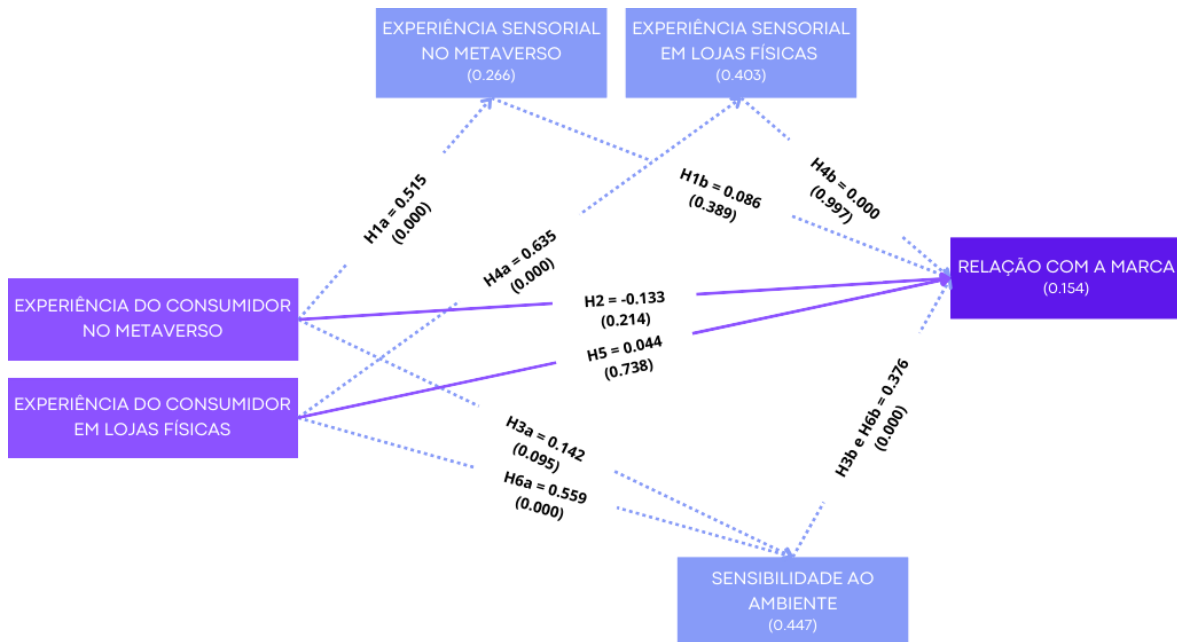 EXPERIÊNCIA SENSORIAL
NO METAVERSO
(0.266)
EXPERIÊNCIA SENSORIAL
EM LOJAS FÍSICAS
(0.403)
H1a = 0.515
(0.000)
H4a = 0.635
(0.000)
H1b = 0.086
(0.389)
H4b = 0.000
(0.997)
RELAÇÃO COM A MARCA
(0.154)
EXPERIÊNCIA DO CONSUMIDOR
NO METAVERSO
H2 = -0.133
(0.214)
H5 = 0.044
(0.738)
EXPERIÊNCIA DO CONSUMIDOR
EM LOJAS FÍSICAS
H3a = 0.142
(0.095)
H6a = 0.559
(0.000)
H3b e H6b = 0.376
(0.000)
SENSIBILIDADE AO
AMBIENTE
(0.447)